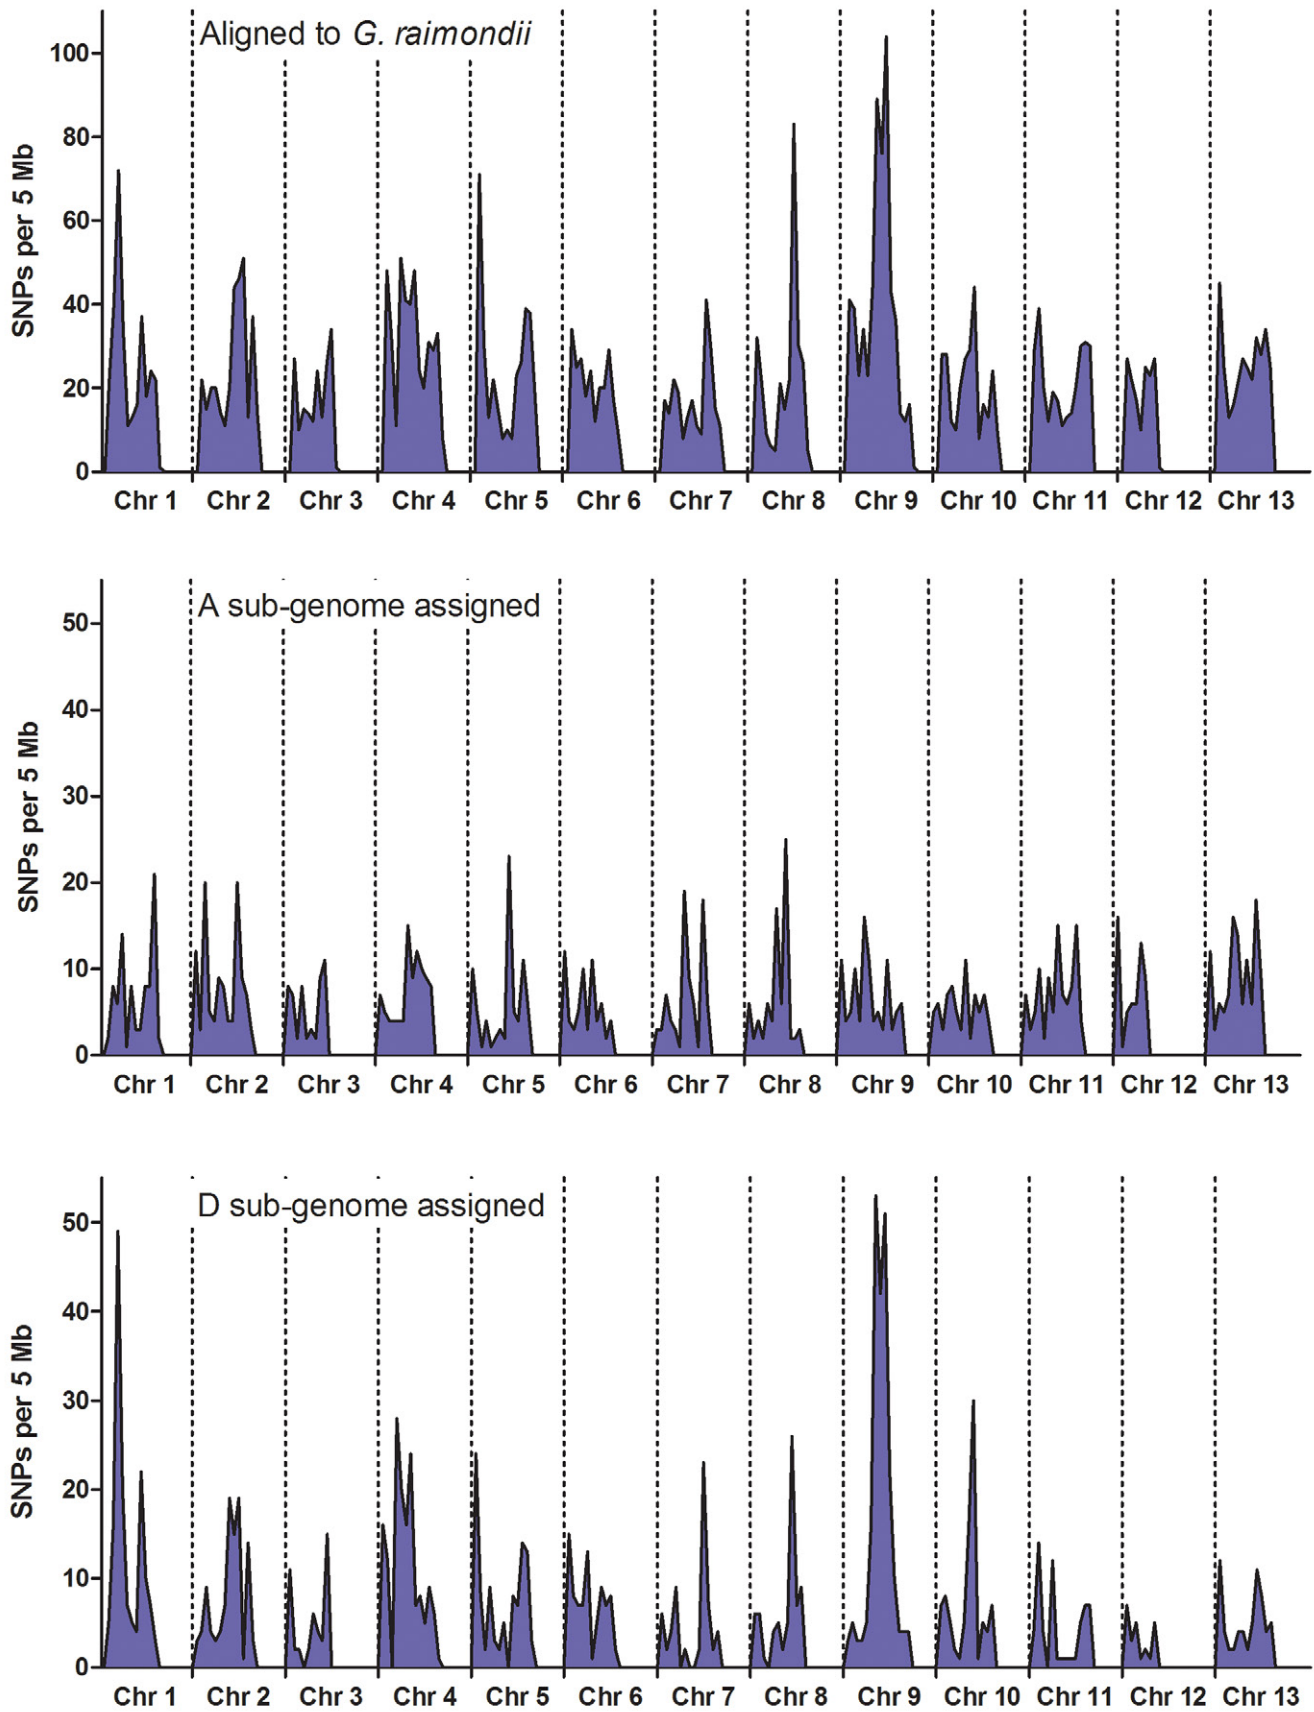 Aligned to G. raimondii
SNPs per 5 Mb
100
80
60
40
20
0
Chr 1 Chr 2 Chr 3 Chr 4 Chr 5 Chr 6 Chr 7 Chr 8 Chr 9 Chr 10 Chr 11 Chr 12 Chr 13
A sub-genome assigned
SNPs per 5 Mb
50
40
30
20
10
0
Chr 1 Chr 2 Chr 3 Chr 4 Chr 5 Chr 6 Chr 7 Chr 8 Chr 9 Chr 10 Chr 11 Chr 12 Chr 13
D sub-genome assigned
SNPs per 5 Mb
50
40
30
20
10
0
Chr 1 Chr 2 Chr 3 Chr 4 Chr 5 Chr 6 Chr 7 Chr 8 Chr 9 Chr 10 Chr 11 Chr 12 Chr 13